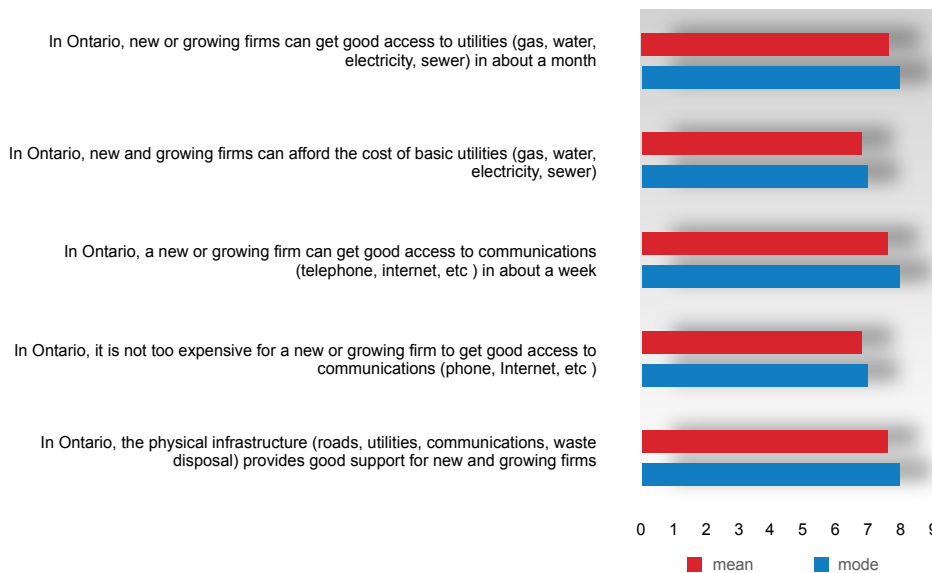 In Ontario, new or growing firms can get good access to utilities (gas, water,
electricity, sewer) in about a month
In Ontario, new and growing firms can afford the cost of basic utilities (gas, water,
electricity, sewer)
In Ontario, a new or growing firm can get good access to communications
(telephone, internet, etc ) in about a week
In Ontario, it is not too expensive for a new or growing firm to get good access to
communications (phone, Internet, etc )
In Ontario, the physical infrastructure (roads, utilities, communications, waste
disposal) provides good support for new and growing firms
0 1 2 3 4 5 6 7 8 9
mean mode